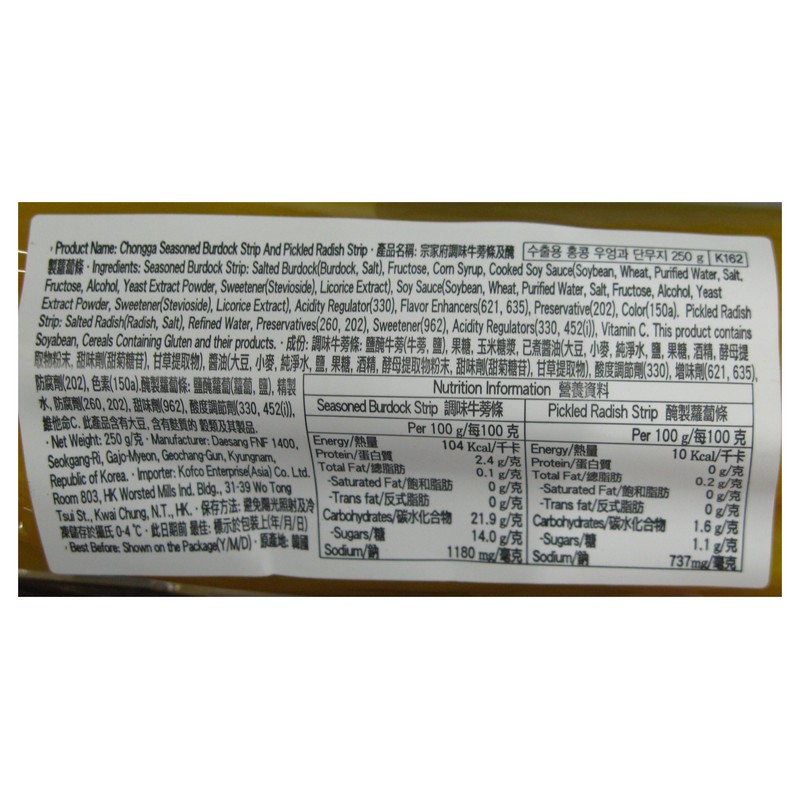 · Product Name: Chongga Seasoned Burdock Strip And Pickled Radish Strip · 產品名稱: 宗家府調味牛蒡條及醃
수출용 홍콩 우엉과 단무지 250 g K162
製蘿蔔條 · Ingredients: Seasoned Burdock Strip: Salted Burdock(Burdock, Salt), Fructose, Corn Syrup, Cooked Soy Sauce(Soybean, Wheat, Purified Water, Salt,
Fructose, Alcohol, Yeast Extract Powder, Sweetener(Stevioside), Licorice Extract), Soy Sauce(Soybean, Wheat, Purified Water, Salt, Fructose, Alcohol, Yeast
Extract Powder, Sweetener(Stevioside), Licorice Extract), Acidity Regulator(330), Flavor Enhancers(621, 635), Preservative(202), Color(150a). Pickled Radish
Strip: Salted Radish(Radish, Salt), Refined Water, Preservatives(260, 202), Sweetener(962), Acidity Regulators(330, 452(i)), Vitamin C. This product contains
Soyabean, Cereals Containing Gluten and their products. · 成份: 調味牛蒡條: 鹽醃牛蒡(牛蒡, 鹽), 果糖, 玉米糖漿, 已煮醬油(大豆, 小麥, 純淨水, 鹽, 果糖, 酒精, 酵母提
取物粉末, 甜味劑(甜菊糖苷), 甘草提取物), 醬油(大豆, 小麥, 純淨水, 鹽, 果糖, 酒精, 酵母提取物粉末, 甜味劑(甜菊糖苷), 甘草提取物), 酸度調節劑(330), 增味劑(621, 635),
防腐劑(202), 色素(150a). 醃製蘿蔔條: 鹽醃蘿蔔(蘿蔔, 鹽), 精製
水, 防腐劑(260, 202), 甜味劑(962), 酸度調節劑(330, 452(i)),
維他命C. 此產品含有大豆, 含有麩質的 穀類及其製品.
· Net Weight: 250 g/克 · Manufacturer: Daesang FNF 1400,
Seokgang-Ri, Gajo-Myeon, Geochang-Gun, Kyungnam,
Republic of Korea. · Importer: Kofco Enterprise(Asia) Co. Ltd.
Room 803, HK Worsted Mills Ind. Bldg., 31-39 Wo Tong
Tsui St., Kwai Chung, N.T., HK. · 保存方法: 避免陽光照射及冷
凍儲存於攝氏 0-4 ℃ · 此日期前 最佳: 標示於包裝上(年/月/日)
· Best Before: Shown on the Package(Y/M/D) · 原產地: 韓國
Nutrition Information 營養資料
Seasoned Burdock Strip 調味牛蒡條
Per 100 g/每100 克
Energy/熱量 104 Kcal/千卡
Protein/蛋白質 2.4 g/克
Total Fat/總脂肪 0.1 g/克
-Saturated Fat/飽和脂肪 0 g/克
-Trans fat/反式脂肪 0 g/克
Carbohydrates/碳水化合物 21.9 g/克
-Sugars/糖 14.0 g/克
Sodium/鈉 1180 mg/毫克
Pickled Radish Strip 醃製蘿蔔條
Per 100 g/每100 克
Energy/熱量 10 Kcal/千卡
Protein/蛋白質 0 g/克
Total Fat/總脂肪 0.2 g/克
-Saturated Fat/飽和脂肪 0 g/克
-Trans fat/反式脂肪 0 g/克
Carbohydrates/碳水化合物 1.6 g/克
-Sugars/糖 1.1 g/克
Sodium/鈉 737mg/毫克